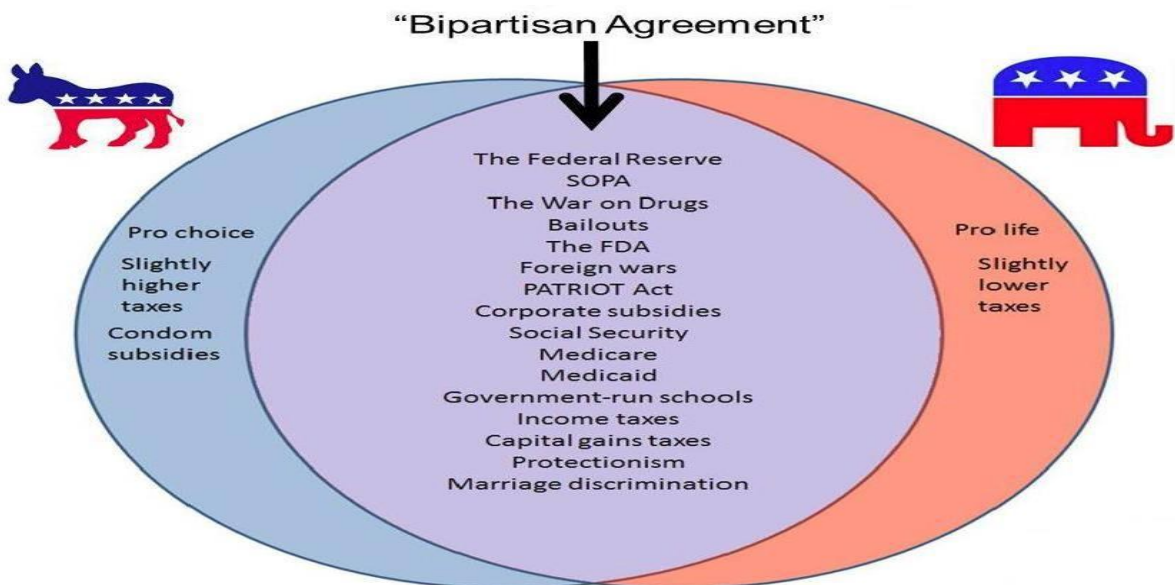 “Bipartisan Agreement”
The Federal Reserve
SOPA
The War on Drugs
Bailouts
The FDA
Foreign wars
PATRIOT Act
Corporate subsidies
Social Security
Medicare
Medicaid
Government-run schools
Income taxes
Capital gains taxes
Protectionism
Marriage discrimination
Pro choice
Slightly
higher
taxes
Condom
subsidies
Pro life
Slightly
lower
taxes